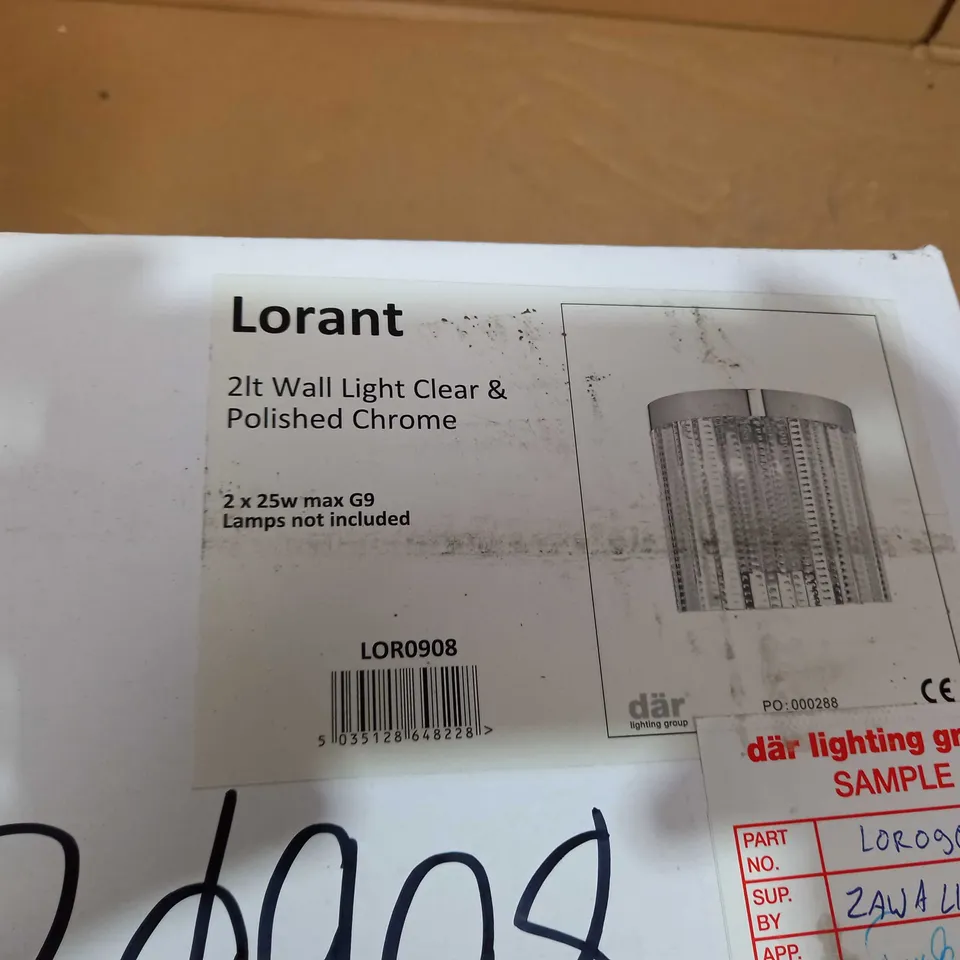 Lorant
2lt Wall Light Clear &
Polished Chrome
2 x 25w max G9
Lamps not included
LOR0908
5 035128 648228 >
där
lighting group
PO:000288
CE
där lighting gr
SAMPLE
PART
NO.
LOR090
SUP.
BY
ZAWA LI
APP.